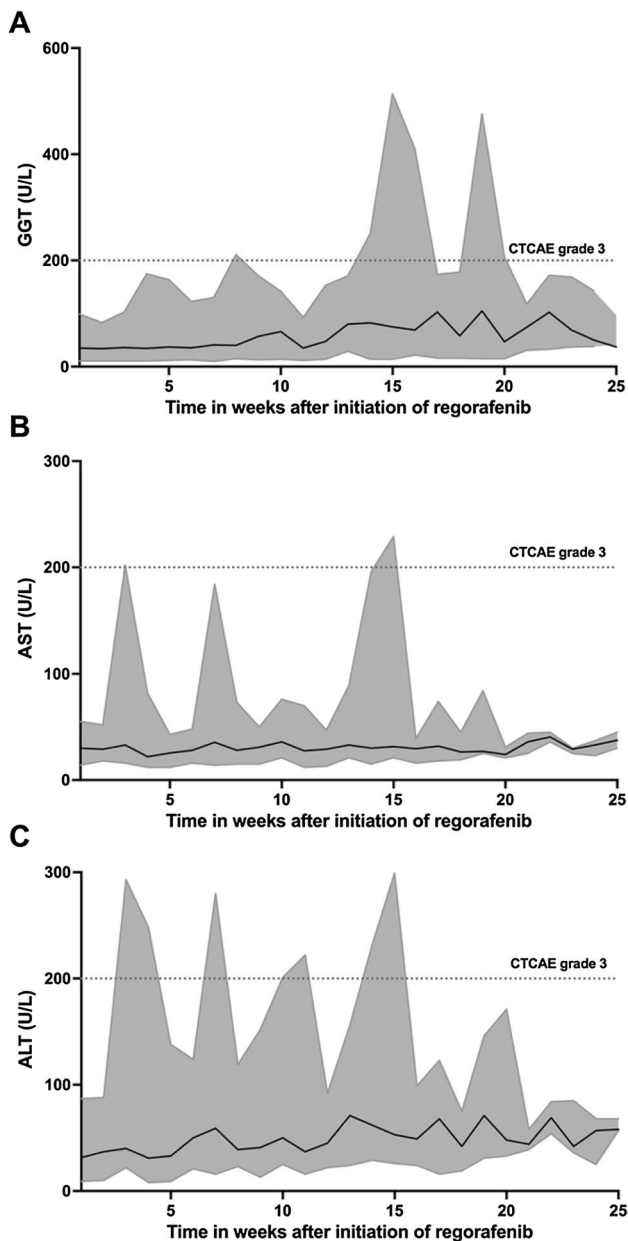 A
600
400
200
0
GGT (U/L)
CTCAE grade 3
5 10 15 20 25
Time in weeks after initiation of regorafenib
B
300
200
100
0
AST (U/L)
CTCAE grade 3
5 10 15 20 25
Time in weeks after initiation of regorafenib
C
300
200
100
0
ALT (U/L)
CTCAE grade 3
5 10 15 20 25
Time in weeks after initiation of regorafenib